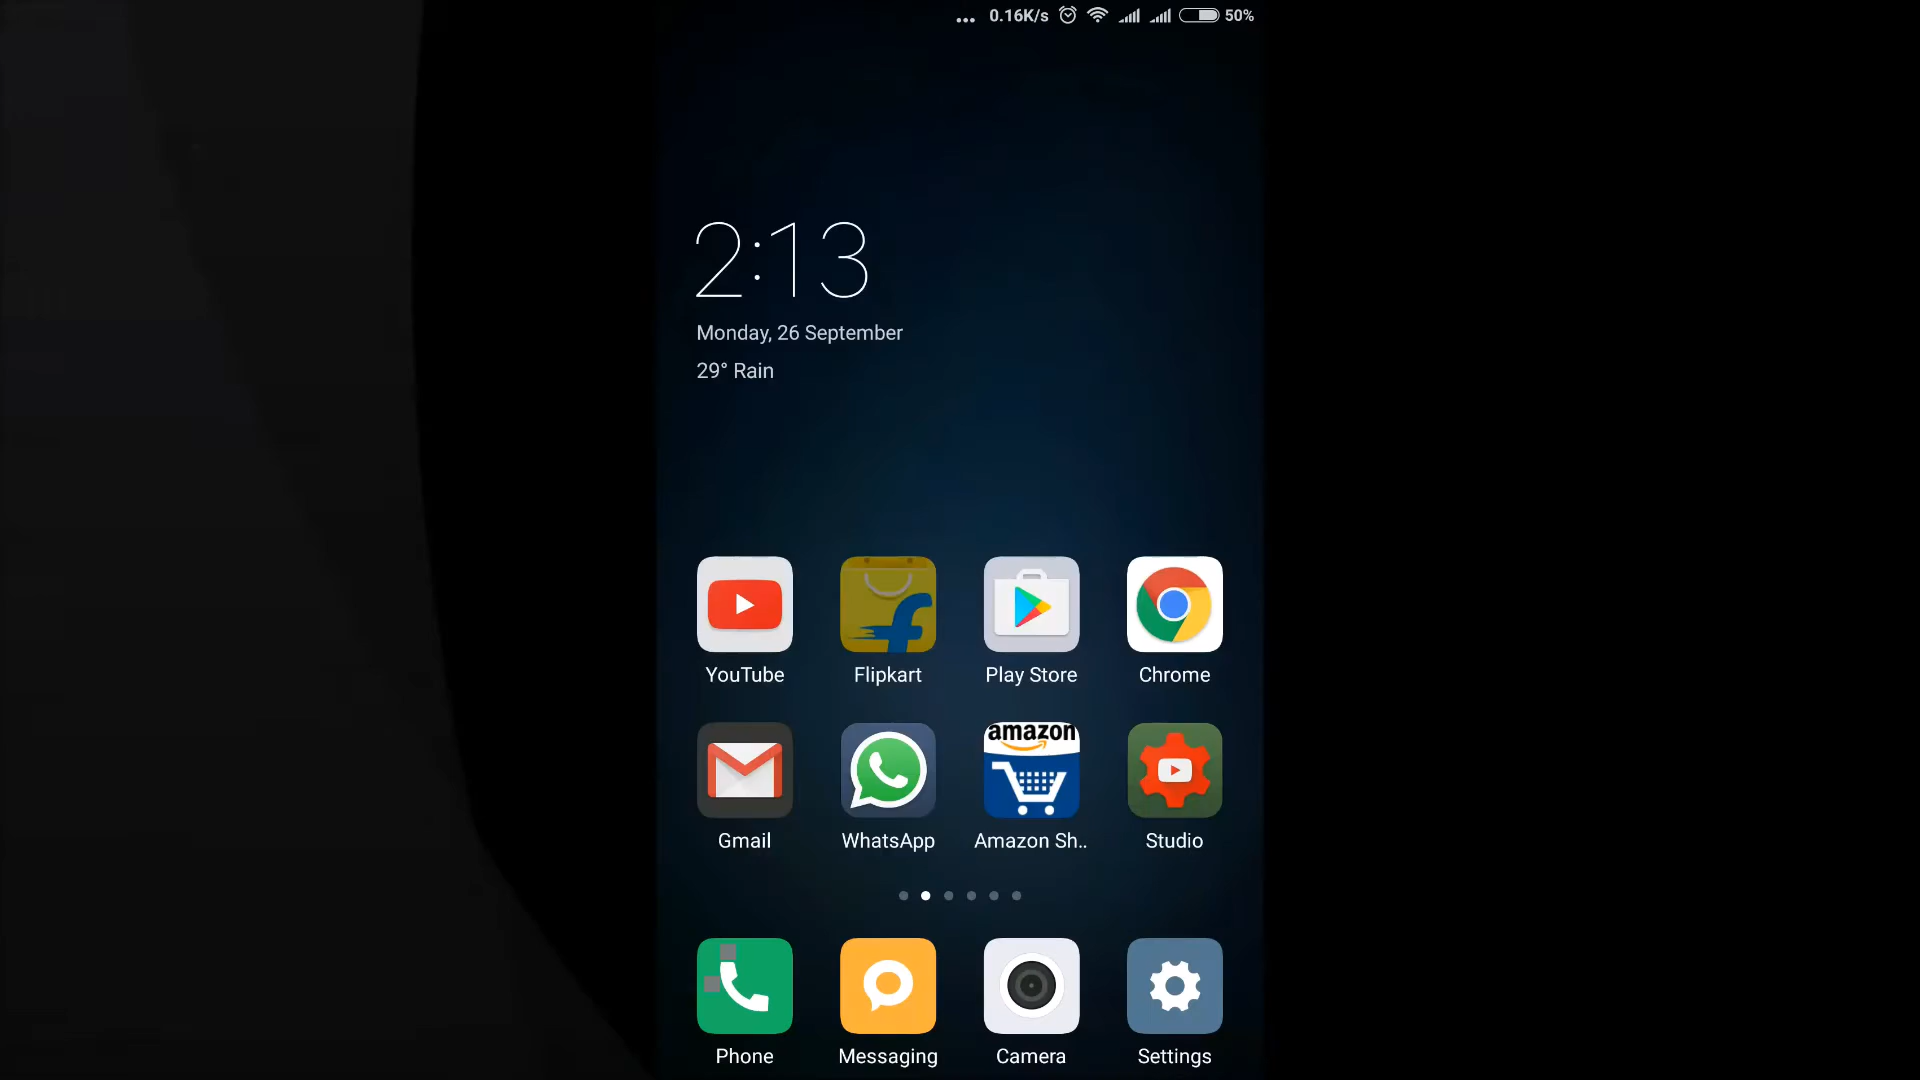 ... 0.16K/s 50%
2:13
Monday, 26 September
29° Rain
YouTube Flipkart Play Store Chrome
amazon
Gmail WhatsApp Amazon Sh.. Studio
Phone Messaging Camera Settings